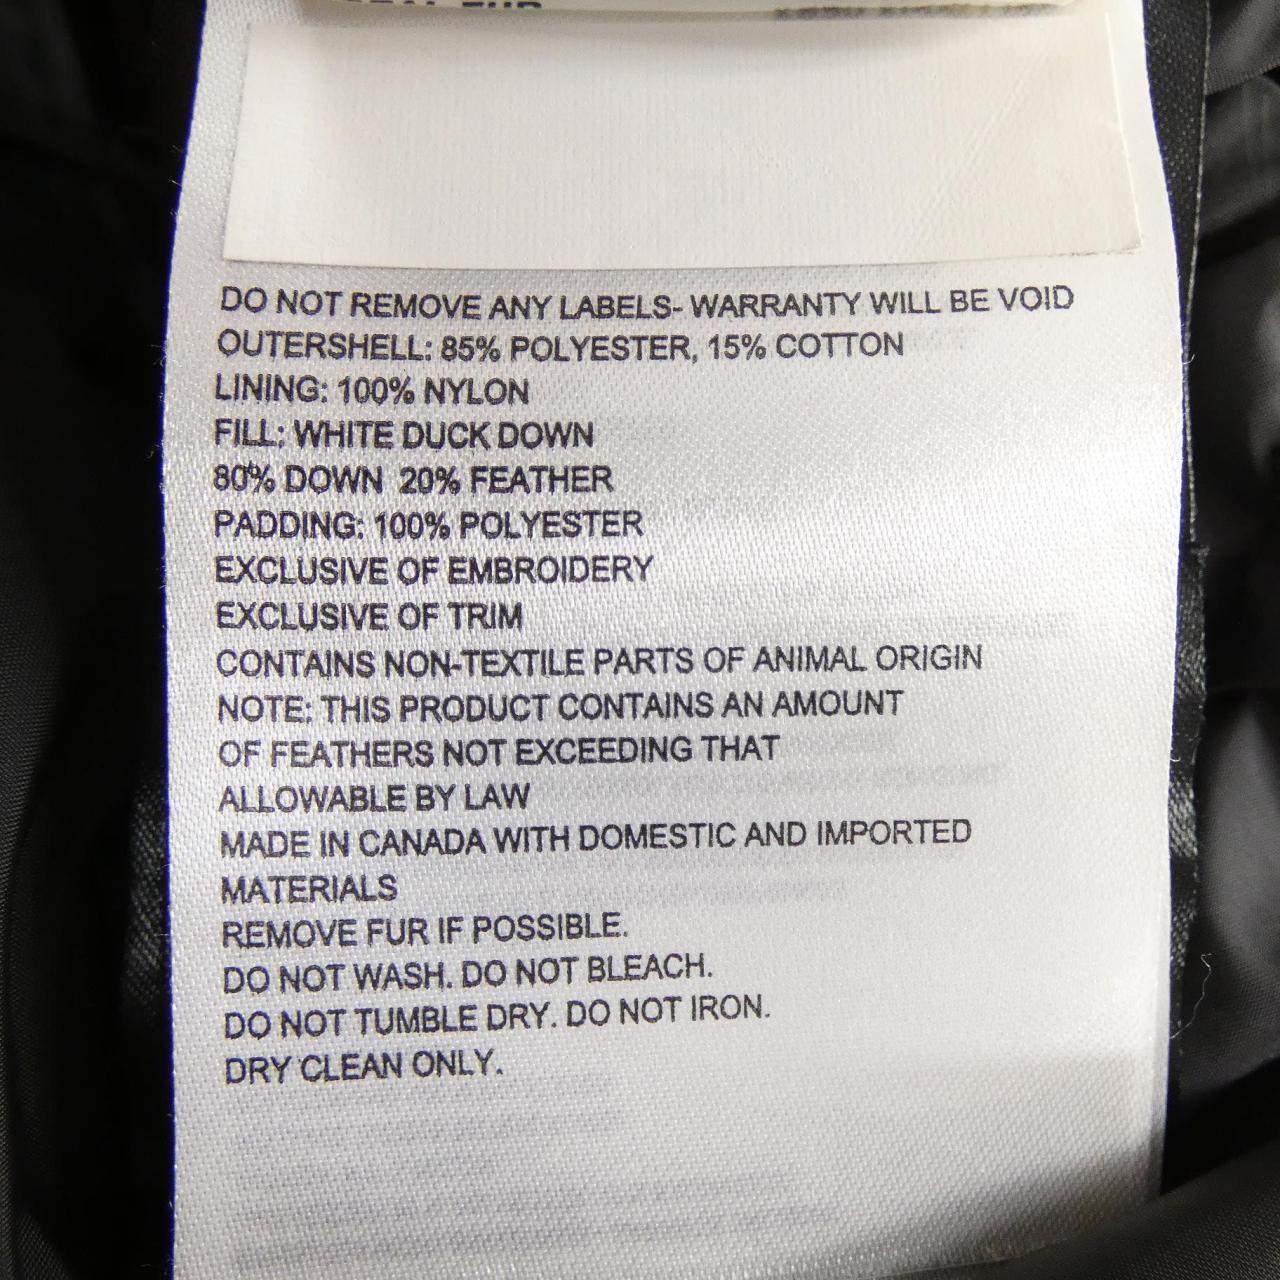 FUR
DO NOT REMOVE ANY LABELS- WARRANTY WILL BE VOID
OUTERSHELL: 85% POLYESTER, 15% COTTON
LINING: 100% NYLON
FILL: WHITE DUCK DOWN
80% DOWN 20% FEATHER
PADDING: 100% POLYESTER
EXCLUSIVE OF EMBROIDERY
EXCLUSIVE OF TRIM
CONTAINS NON-TEXTILE PARTS OF ANIMAL ORIGIN
NOTE: THIS PRODUCT CONTAINS AN AMOUNT
OF FEATHERS NOT EXCEEDING THAT
ALLOWABLE BY LAW
MADE IN CANADA WITH DOMESTIC AND IMPORTED
MATERIALS
REMOVE FUR IF POSSIBLE.
DO NOT WASH. DO NOT BLEACH.
DO NOT TUMBLE DRY. DO NOT IRON.
DRY CLEAN ONLY.